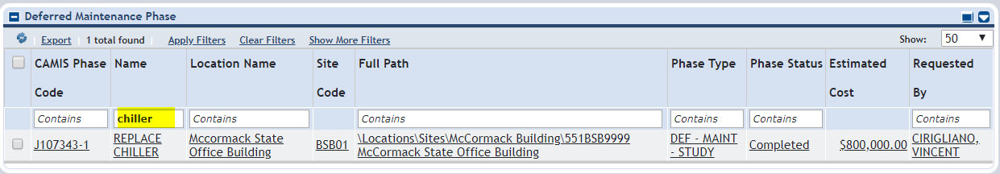 Deferred Maintenance Phase
Export 1 total found Apply Filters Clear Filters Show More Filters Show: 50
CAMIS Phase Code Name Location Name Site Code Full Path Phase Type Phase Status Estimated Cost Requested By
Contains chiller Contains Contains Contains Contains Contains
J107343-1 REPLACE CHILLER Mccormack State Office Building BSB01 \Locations\Sites\McCormack Building\551BSB9999 McCormack State Office Building DEF - MAINT - STUDY Completed $800,000.00 CIRIGLIANO, VINCENT